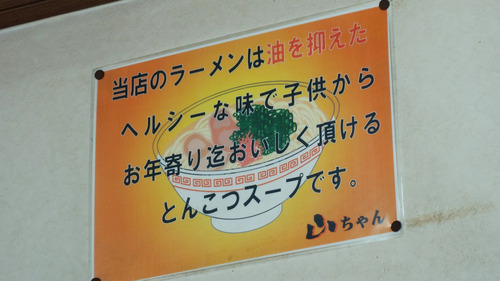 当店のラーメンは油を抑えた
ヘルシーな味で子供から
お年寄り迄おいしく頂ける
とんこつスープです。
山ちゃん